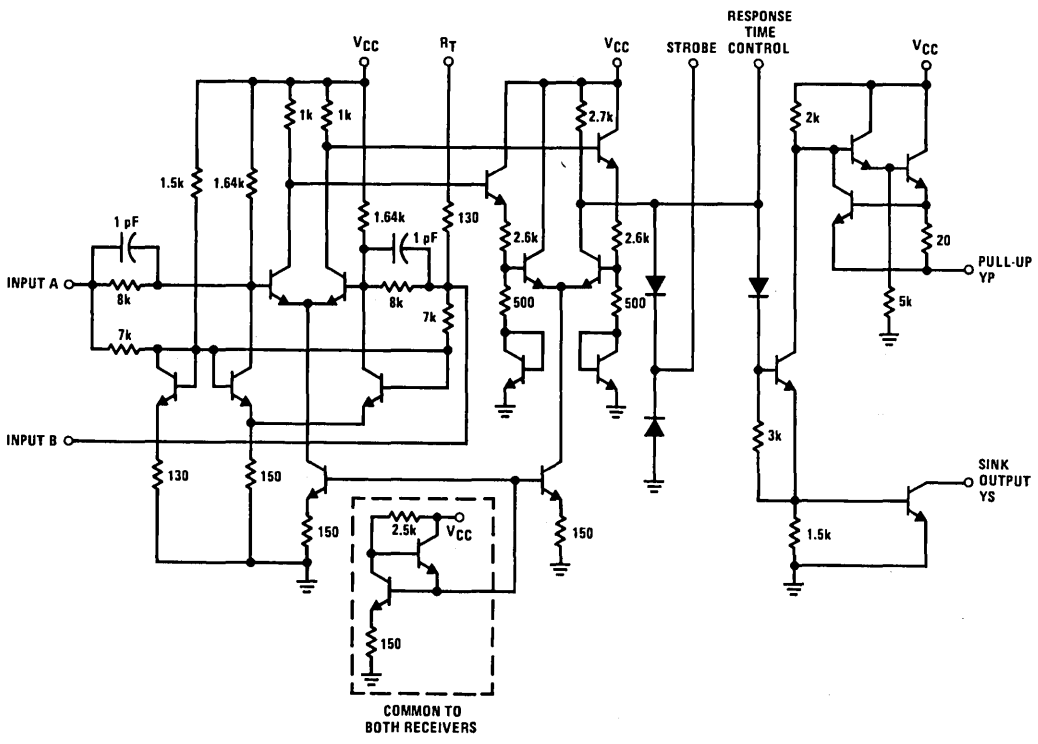 RESPONSE
TIME
CONTROL
VCC
RT
VCC
STROBE
VCC
1k
1k
2.7k
2k
1.5k
1.64k
1.64k
130
1 pF
1 pF
2.6k
2.6k
20
INPUT A
8k
8k
PULL-UP
YP
7k
7k
500
500
5k
INPUT B
3k
130
150
SINK
OUTPUT
YS
150
2.5k
VCC
150
1.5k
150
COMMON TO
BOTH RECEIVERS